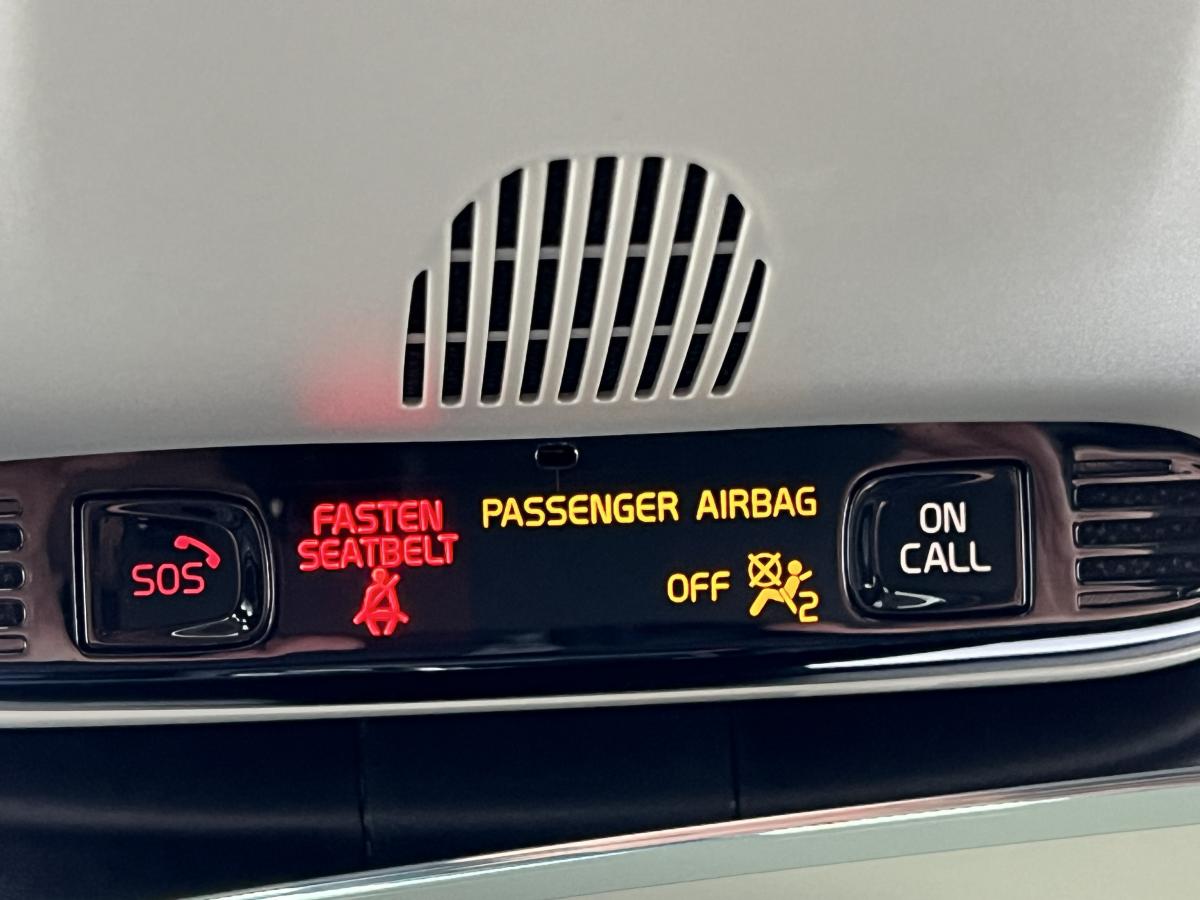 SOS
FASTEN
SEATBELT
PASSENGER AIRBAG
OFF
2
ON
CALL